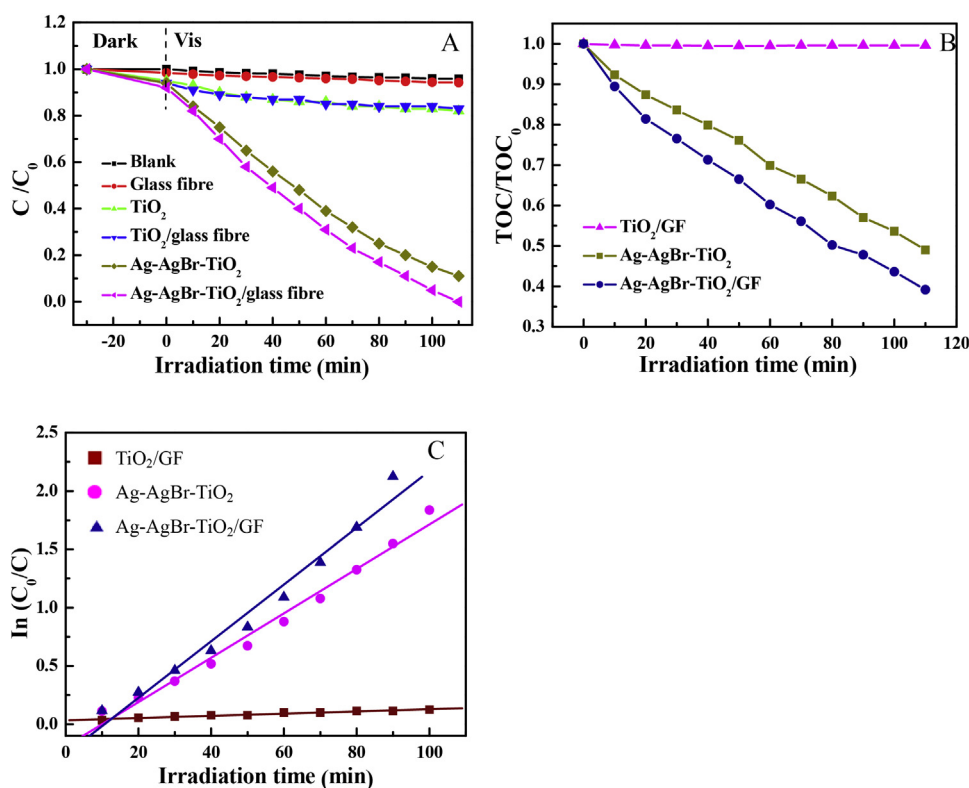 A
Dark Vis
1.2
1.0
0.8
0.6
0.4
0.2
0.0
C /C₀
Blank
Glass fibre
TiO₂
TiO₂/glass fibre
Ag-AgBr-TiO₂
Ag-AgBr-TiO₂/glass fibre
-20 0 20 40 60 80 100
Irradiation time (min)
B
1.0
0.9
0.8
0.7
0.6
0.5
0.4
0.3
TOC/TOC₀
TiO₂/GF
Ag-AgBr-TiO₂
Ag-AgBr-TiO₂/GF
0 20 40 60 80 100 120
Irradiation time (min)
C
2.5
2.0
1.5
1.0
0.5
0.0
In (C₀/C)
TiO₂/GF
Ag-AgBr-TiO₂
Ag-AgBr-TiO₂/GF
0 20 40 60 80 100
Irradiation time (min)